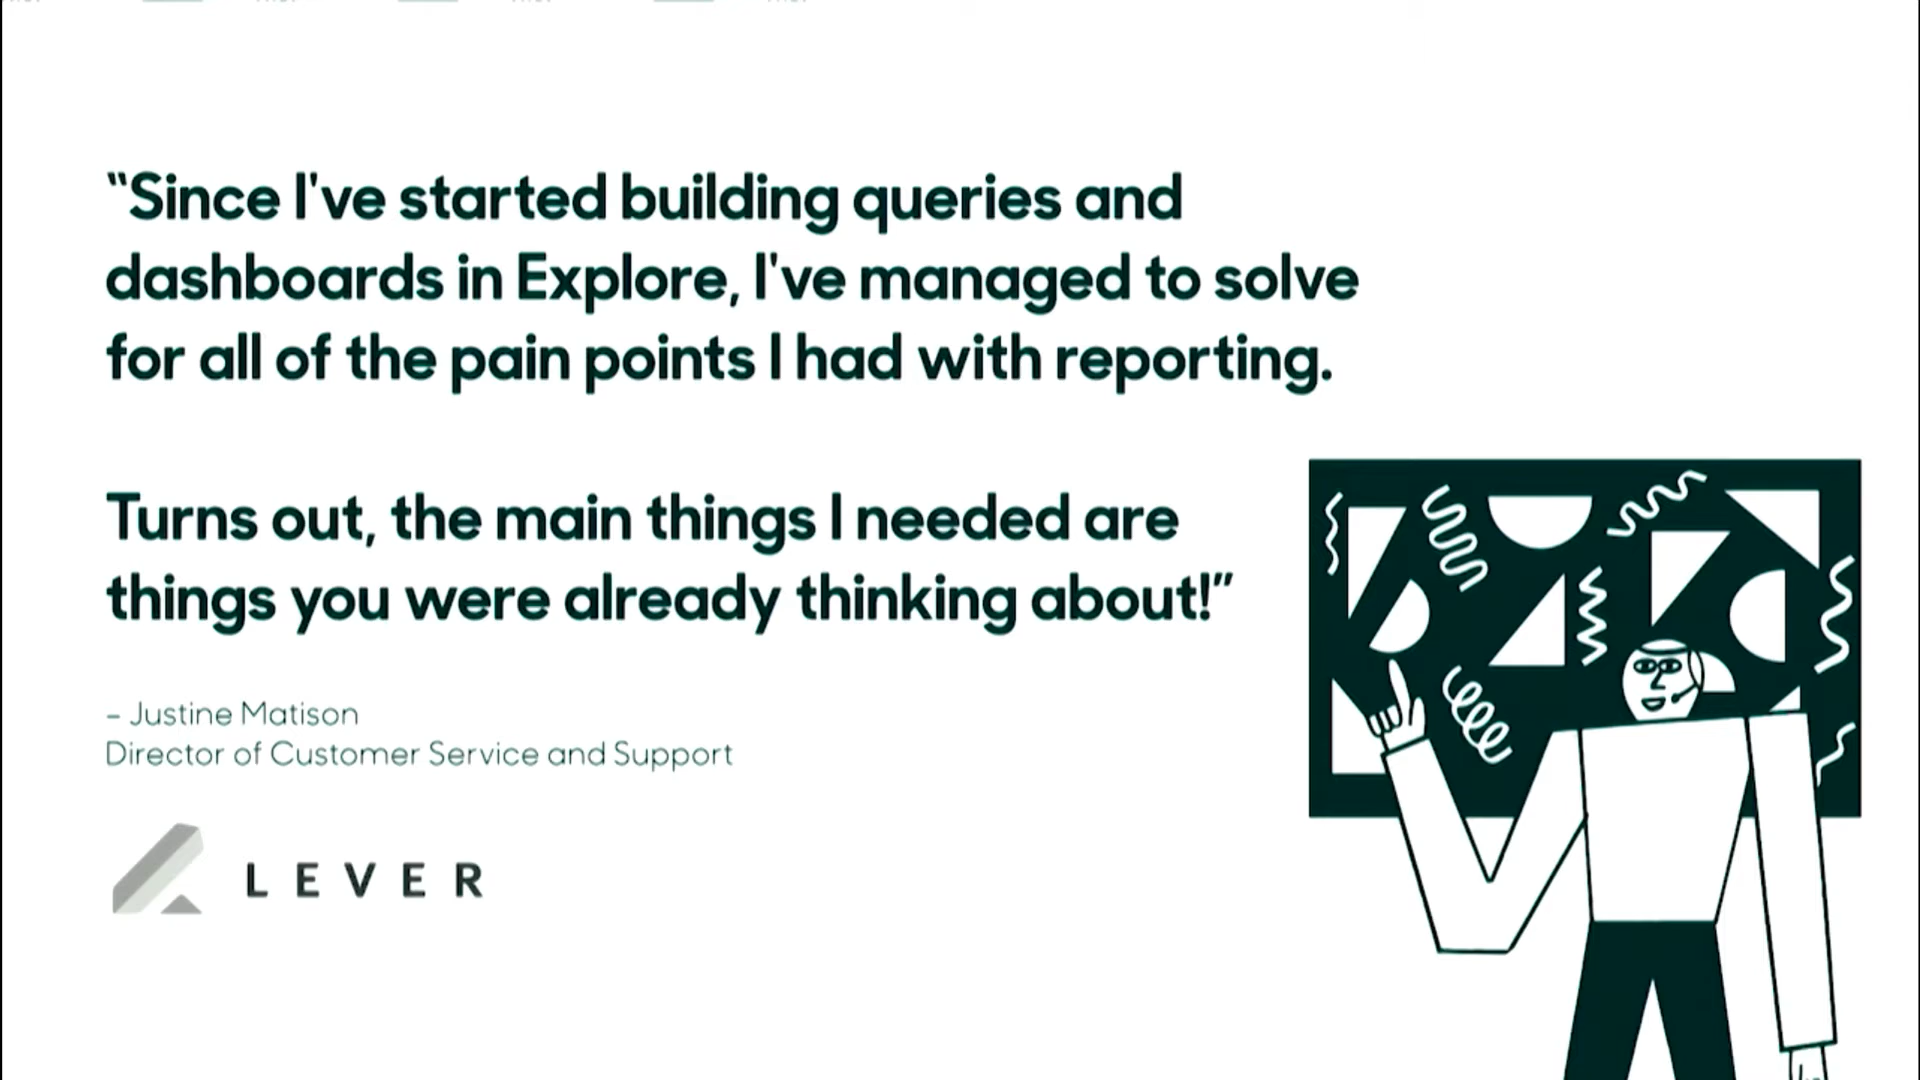 “Since I've started building queries and
dashboards in Explore, I've managed to solve
for all of the pain points I had with reporting.
Turns out, the main things I needed are
things you were already thinking about!”
– Justine Matison
Director of Customer Service and Support
LEVER